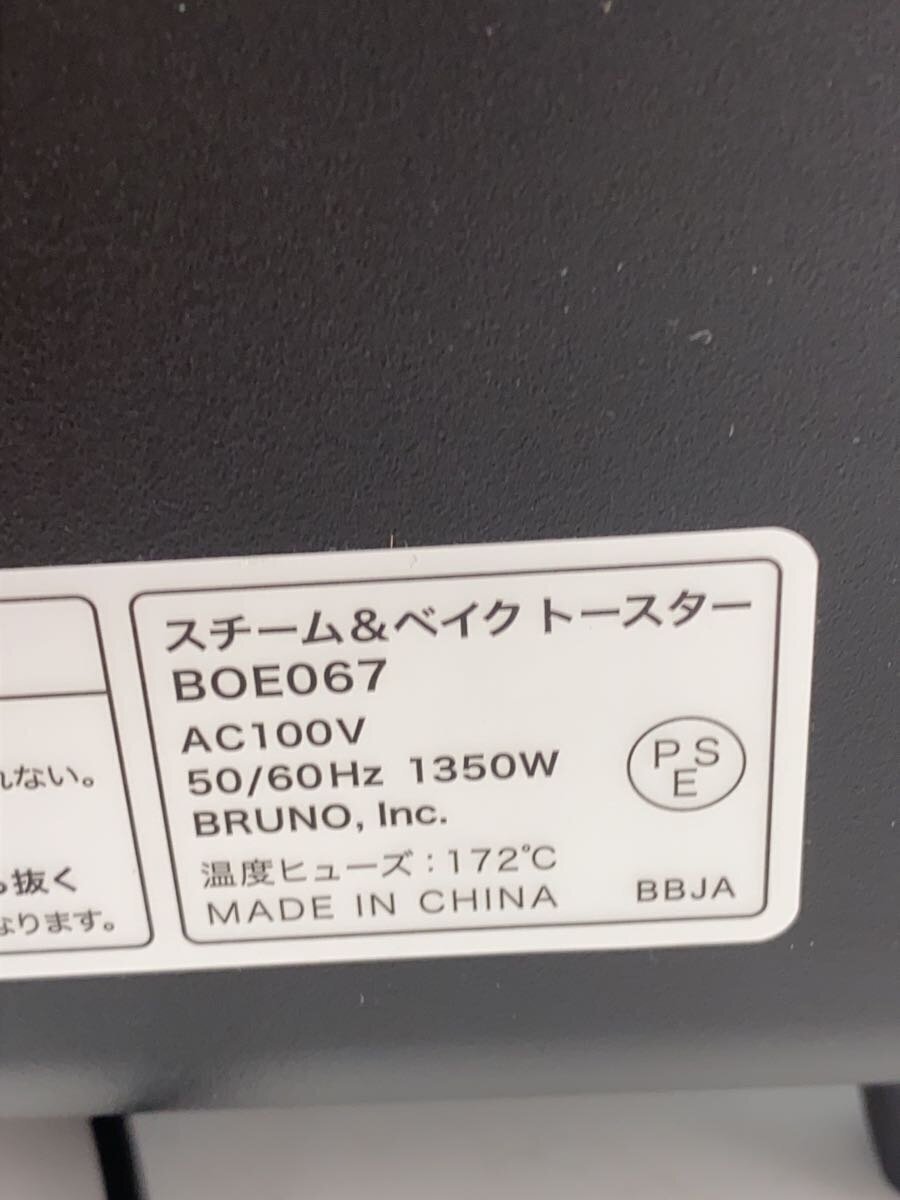 れない。
抜く
なります。
スチーム&ベイク トースター
BOE067
AC100V
50/60Hz 1350W
BRUNO, Inc.
温度ヒューズ:172℃
MADE IN CHINA
PSE
BBJA